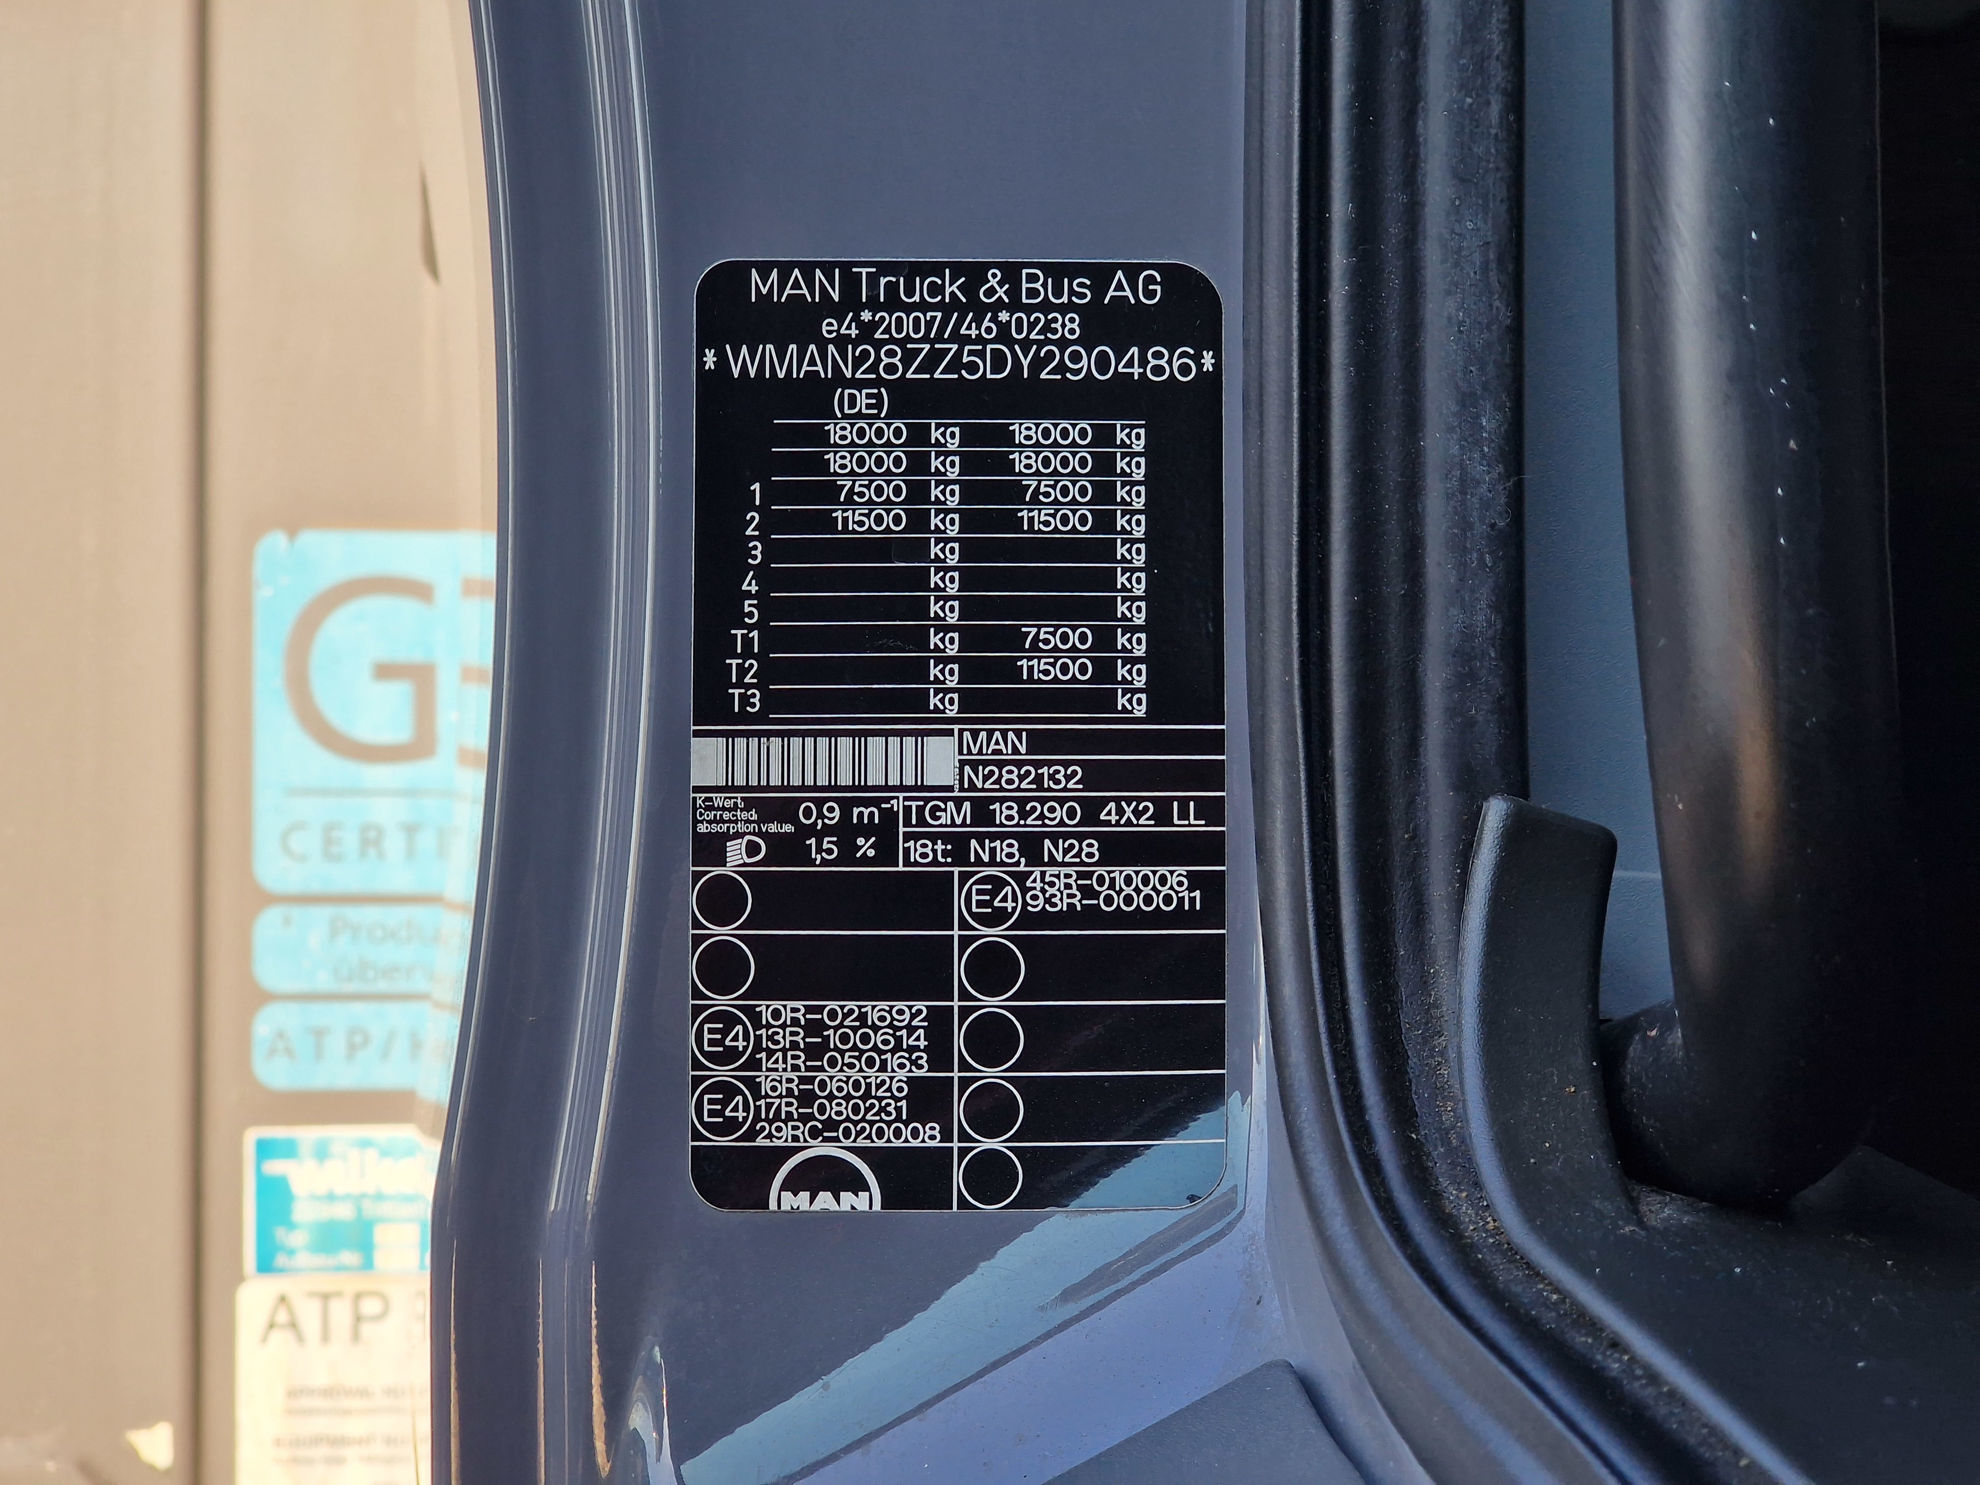 MAN Truck & Bus AG
e4*2007/46*0238
*WMAN28ZZ5DY290486*
(DE)
18000 kg 18000 kg
18000 kg 18000 kg
1 7500 kg 7500 kg
2 11500 kg 11500 kg
3 kg kg
4 kg kg
5 kg kg
T1 kg 7500 kg
T2 kg 11500 kg
T3 kg kg
MAN
N282132
K-Wert:
Corrected:
absorption value:
0,9 m⁻¹
TGM 18.290 4X2 LL
1,5 %
18t: N18, N28
E4
45R-010006
93R-000011
E4
10R-021692
13R-100614
14R-050163
E4
16R-060126
17R-080231
29RC-020008
MAN
G
CERTI
Produ
überw
ATP/
ATP